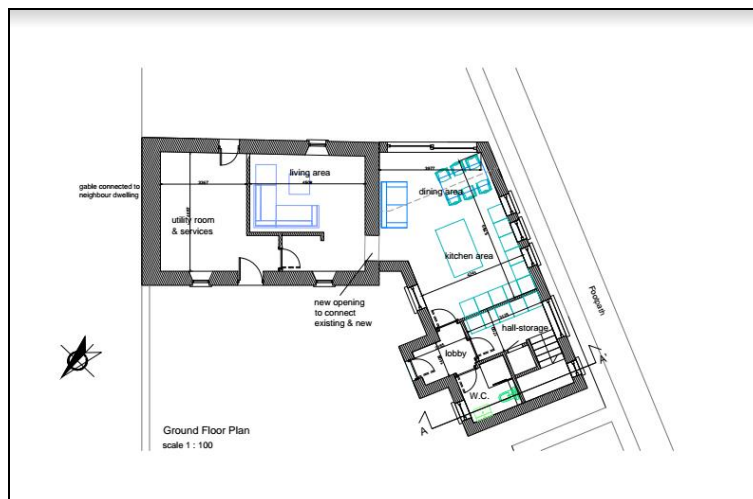 living area
dining area
gable connected to
neighbour dwelling
utility room
& services
kitchen area
new opening
to connect
existing & new
Footpath
hall-storage
lobby
W.C.
A
A'
Ground Floor Plan
scale 1 : 100